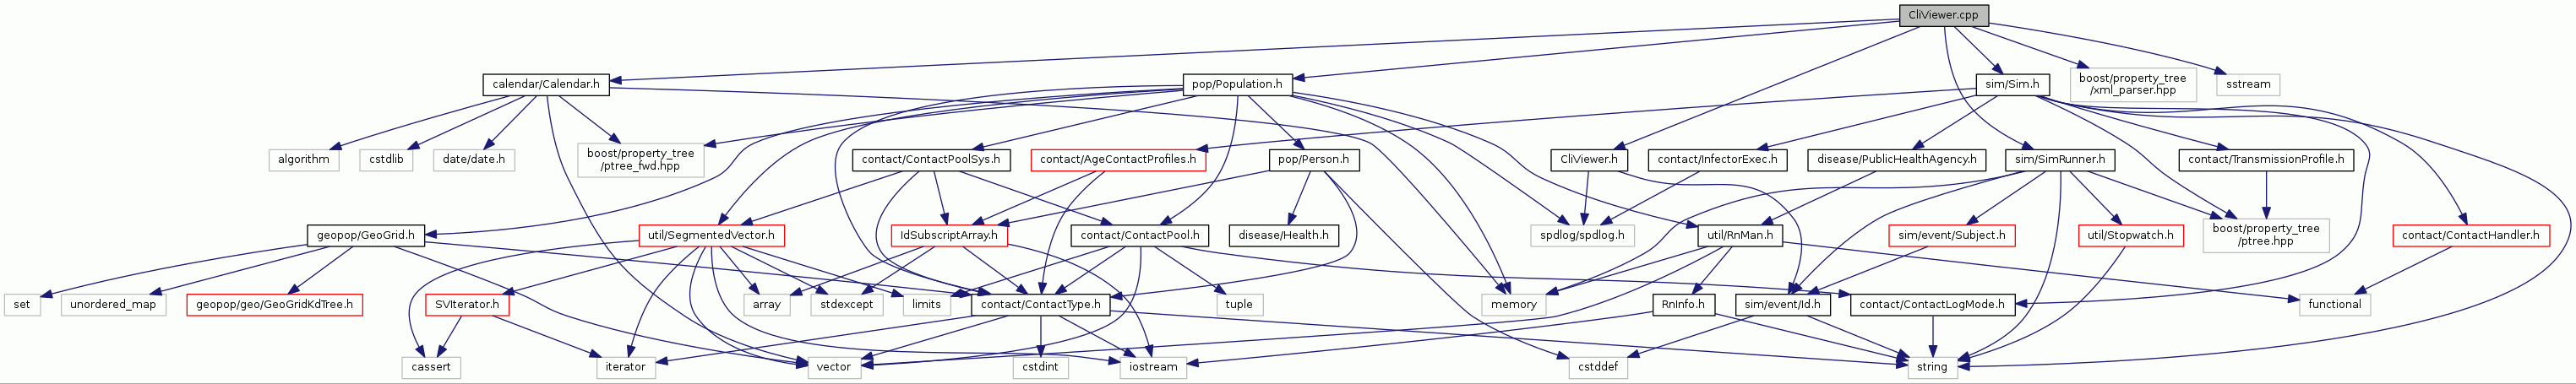 CliViewer.cpp
calendar/Calendar.h
pop/Population.h
sim/Sim.h
boost/property_tree
/xml_parser.hpp
sstream
algorithm
cstdlib
date/date.h
boost/property_tree
/ptree_fwd.hpp
contact/ContactPoolSys.h
contact/AgeContactProfiles.h
pop/Person.h
CliViewer.h
contact/InfectorExec.h
disease/PublicHealthAgency.h
sim/SimRunner.h
contact/TransmissionProfile.h
geopop/GeoGrid.h
util/SegmentedVector.h
IdSubscriptArray.h
contact/ContactPool.h
disease/Health.h
spdlog/spdlog.h
util/RnMan.h
sim/event/Subject.h
util/Stopwatch.h
boost/property_tree
/ptree.hpp
contact/ContactHandler.h
set
unordered_map
geopop/geo/GeoGridKdTree.h
SVIterator.h
array
stdexcept
limits
contact/ContactType.h
tuple
memory
RnInfo.h
sim/event/Id.h
contact/ContactLogMode.h
functional
cassert
iterator
vector
cstdint
iostream
cstddef
string